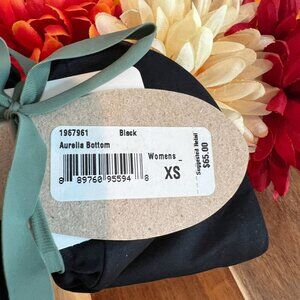 1967961 Black
Aurelia Bottom
Womens _
XS
8 89760 95594 8
Suggested Retail
$65.00